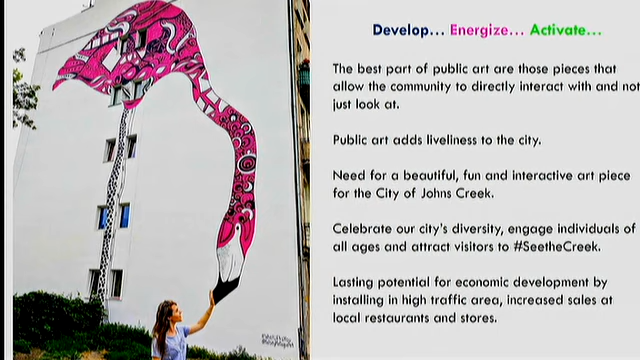 Develop... Energize... Activate...
The best part of public art are those pieces that
allow the community to directly interact with and not
just look at.
Public art adds liveliness to the city.
Need for a beautiful, fun and interactive art piece
for the City of Johns Creek.
Celebrate our city's diversity, engage individuals of
all ages and attract visitors to #SeetheCreek.
Lasting potential for economic development by
installing in high traffic area, increased sales at
local restaurants and stores.